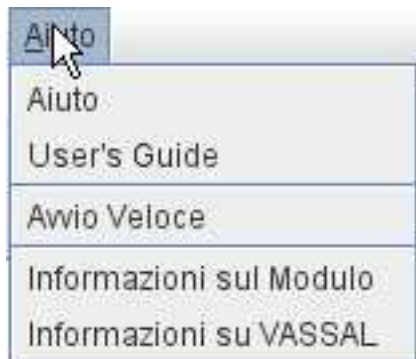 Aiuto
Aiuto
User's Guide
Avvio Veloce
Informazioni sul Modulo
Informazioni su VASSAL